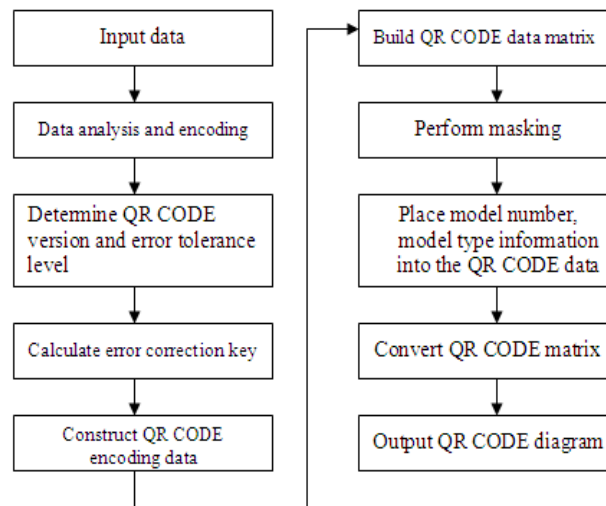 Input data
Data analysis and encoding
Determine QR CODE
version and error tolerance
level
Calculate error correction key
Construct QR CODE
encoding data
Build QR CODE data matrix
Perform masking
Place model number,
model type information
into the QR CODE data
Convert QR CODE matrix
Output QR CODE diagram